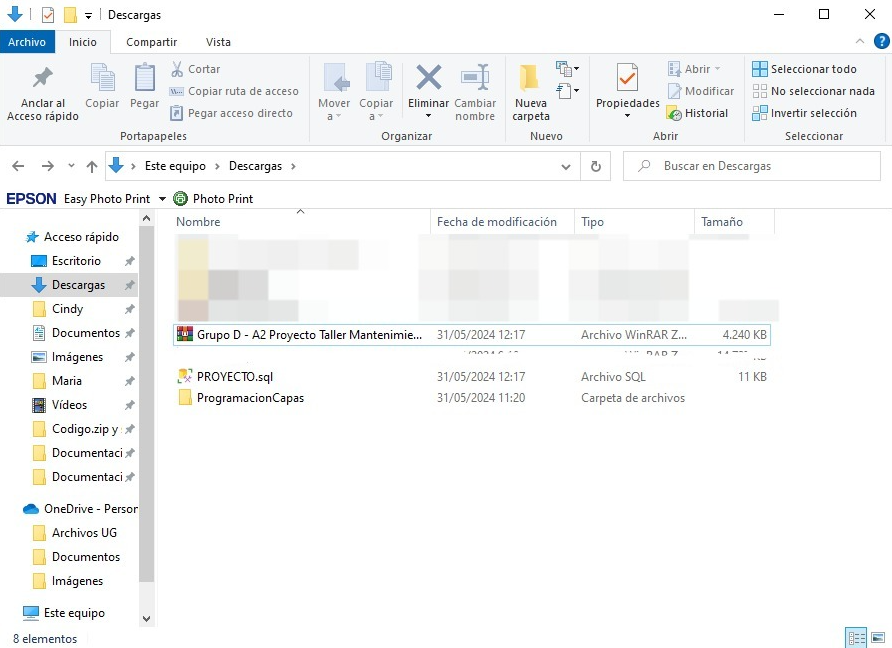 Descargas
Archivo Inicio Compartir Vista
Anclar al
Acceso rápido
Copiar
Pegar
Cortar
Copiar ruta de acceso
Pegar acceso directo
Portapapeles
Mover
a
Copiar
a
Eliminar
Cambiar
nombre
Organizar
Nueva
carpeta
Nuevo
Propiedades
Abrir
Modificar
Historial
Abrir
Seleccionar todo
No seleccionar nada
Invertir selección
Seleccionar
Este equipo > Descargas >
Buscar en Descargas
EPSON Easy Photo Print Photo Print
Nombre Fecha de modificación Tipo Tamaño
Acceso rápido
Escritorio
Descargas
Cindy
Documentos
Imágenes
Maria
Vídeos
Codigo.zip y
Documentaci
Documentaci
OneDrive - Person
Archivos UG
Documentos
Imágenes
Este equipo
Grupo D - A2 Proyecto Taller Mantenimie... 31/05/2024 12:17 Archivo WinRAR Z... 4.240 KB
PROYECTO.sql 31/05/2024 12:17 Archivo SQL 11 KB
ProgramacionCapas 31/05/2024 11:20 Carpeta de archivos
8 elementos